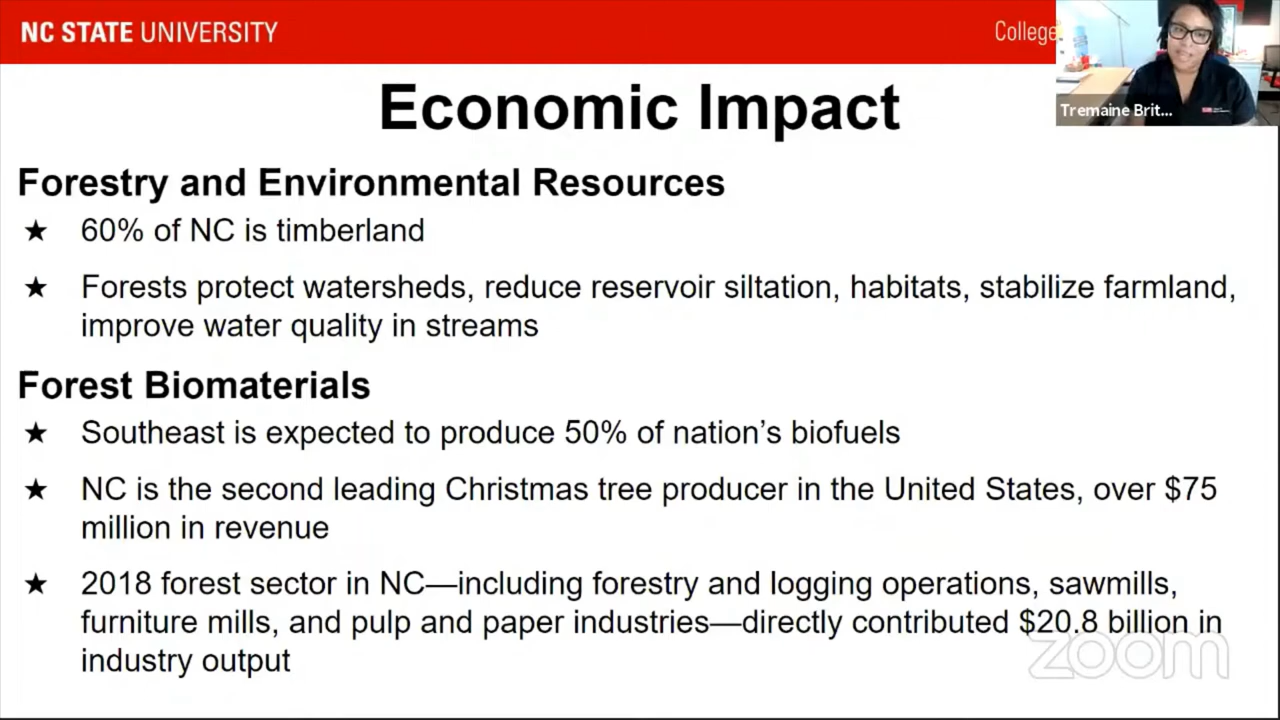 NC STATE UNIVERSITY
College
Tremaine Brit...
Economic Impact
Forestry and Environmental Resources
★ 60% of NC is timberland
★ Forests protect watersheds, reduce reservoir siltation, habitats, stabilize farmland,
improve water quality in streams
Forest Biomaterials
★ Southeast is expected to produce 50% of nation's biofuels
★ NC is the second leading Christmas tree producer in the United States, over $75
million in revenue
★ 2018 forest sector in NC—including forestry and logging operations, sawmills,
furniture mills, and pulp and paper industries—directly contributed $20.8 billion in
industry output
zoom